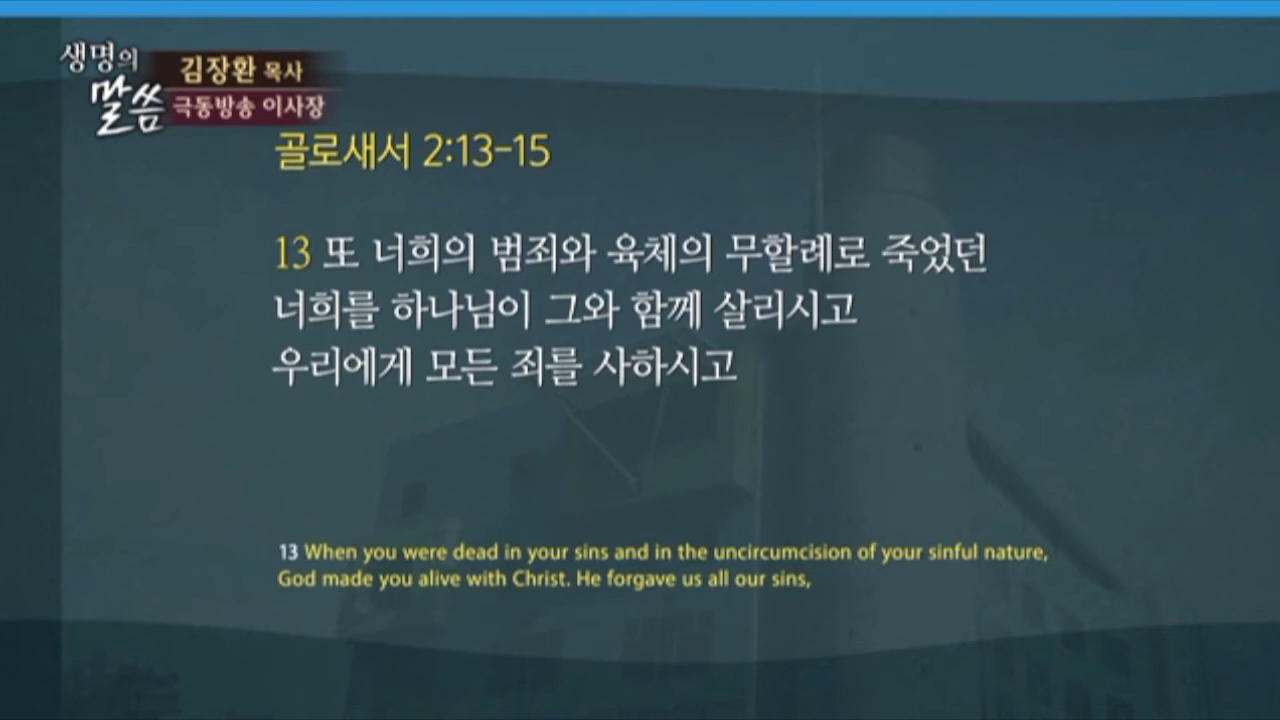 생명의
말씀
김장환 목사
극동방송 이사장
골로새서 2:13-15
13 또 너희의 범죄와 육체의 무할례로 죽었던
너희를 하나님이 그와 함께 살리시고
우리에게 모든 죄를 사하시고
13 When you were dead in your sins and in the uncircumcision of your sinful nature,
God made you alive with Christ. He forgave us all our sins,